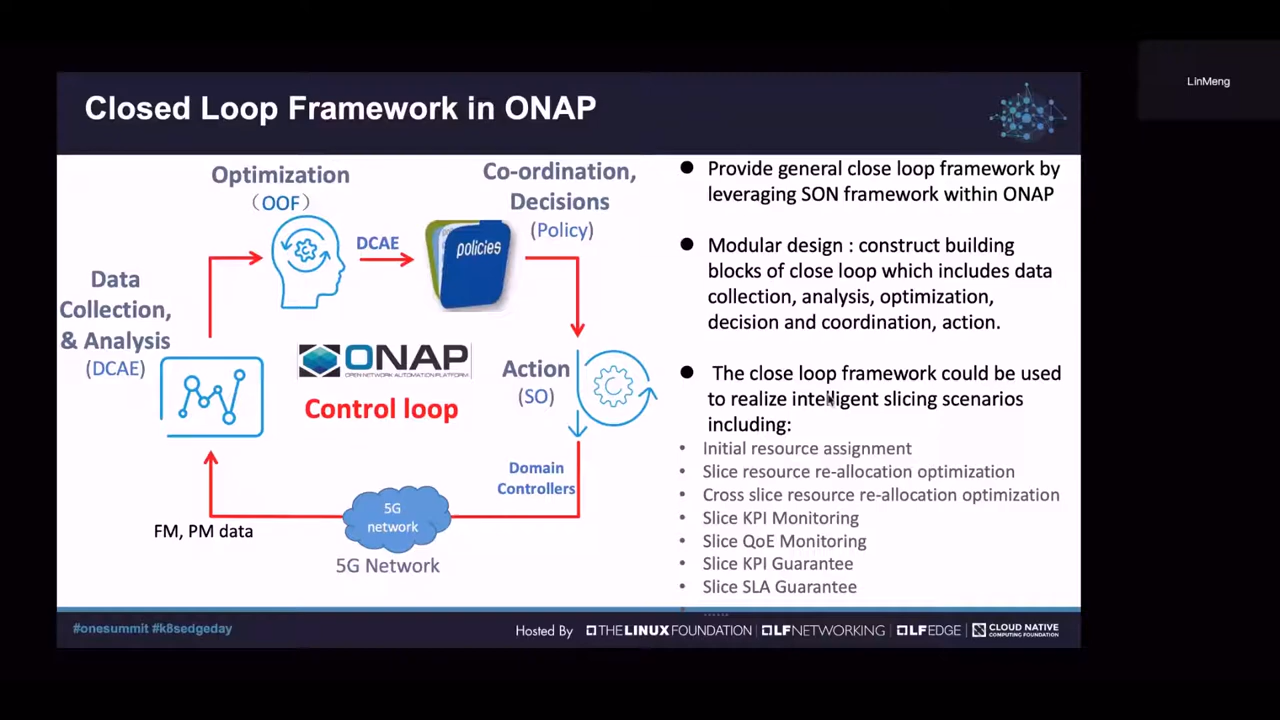 LinMeng
Closed Loop Framework in ONAP
Optimization
（OOF）
DCAE
Co-ordination,
Decisions
(Policy)
policies
Data
Collection,
& Analysis
(DCAE)
ONAP
OPEN NETWORK AUTOMATION PLATFORM
Control loop
Action
(SO)
Domain
Controllers
5G
network
5G Network
FM, PM data
● Provide general close loop framework by
leveraging SON framework within ONAP
● Modular design : construct building
blocks of close loop which includes data
collection, analysis, optimization,
decision and coordination, action.
● The close loop framework could be used
to realize intelligent slicing scenarios
including:
• Initial resource assignment
• Slice resource re-allocation optimization
• Cross slice resource re-allocation optimization
• Slice KPI Monitoring
• Slice QoE Monitoring
• Slice KPI Guarantee
• Slice SLA Guarantee
• ......
#onesummit #k8sedgeday
Hosted By
THE LINUX FOUNDATION
LF NETWORKING
LF EDGE
CLOUD NATIVE
COMPUTING FOUNDATION